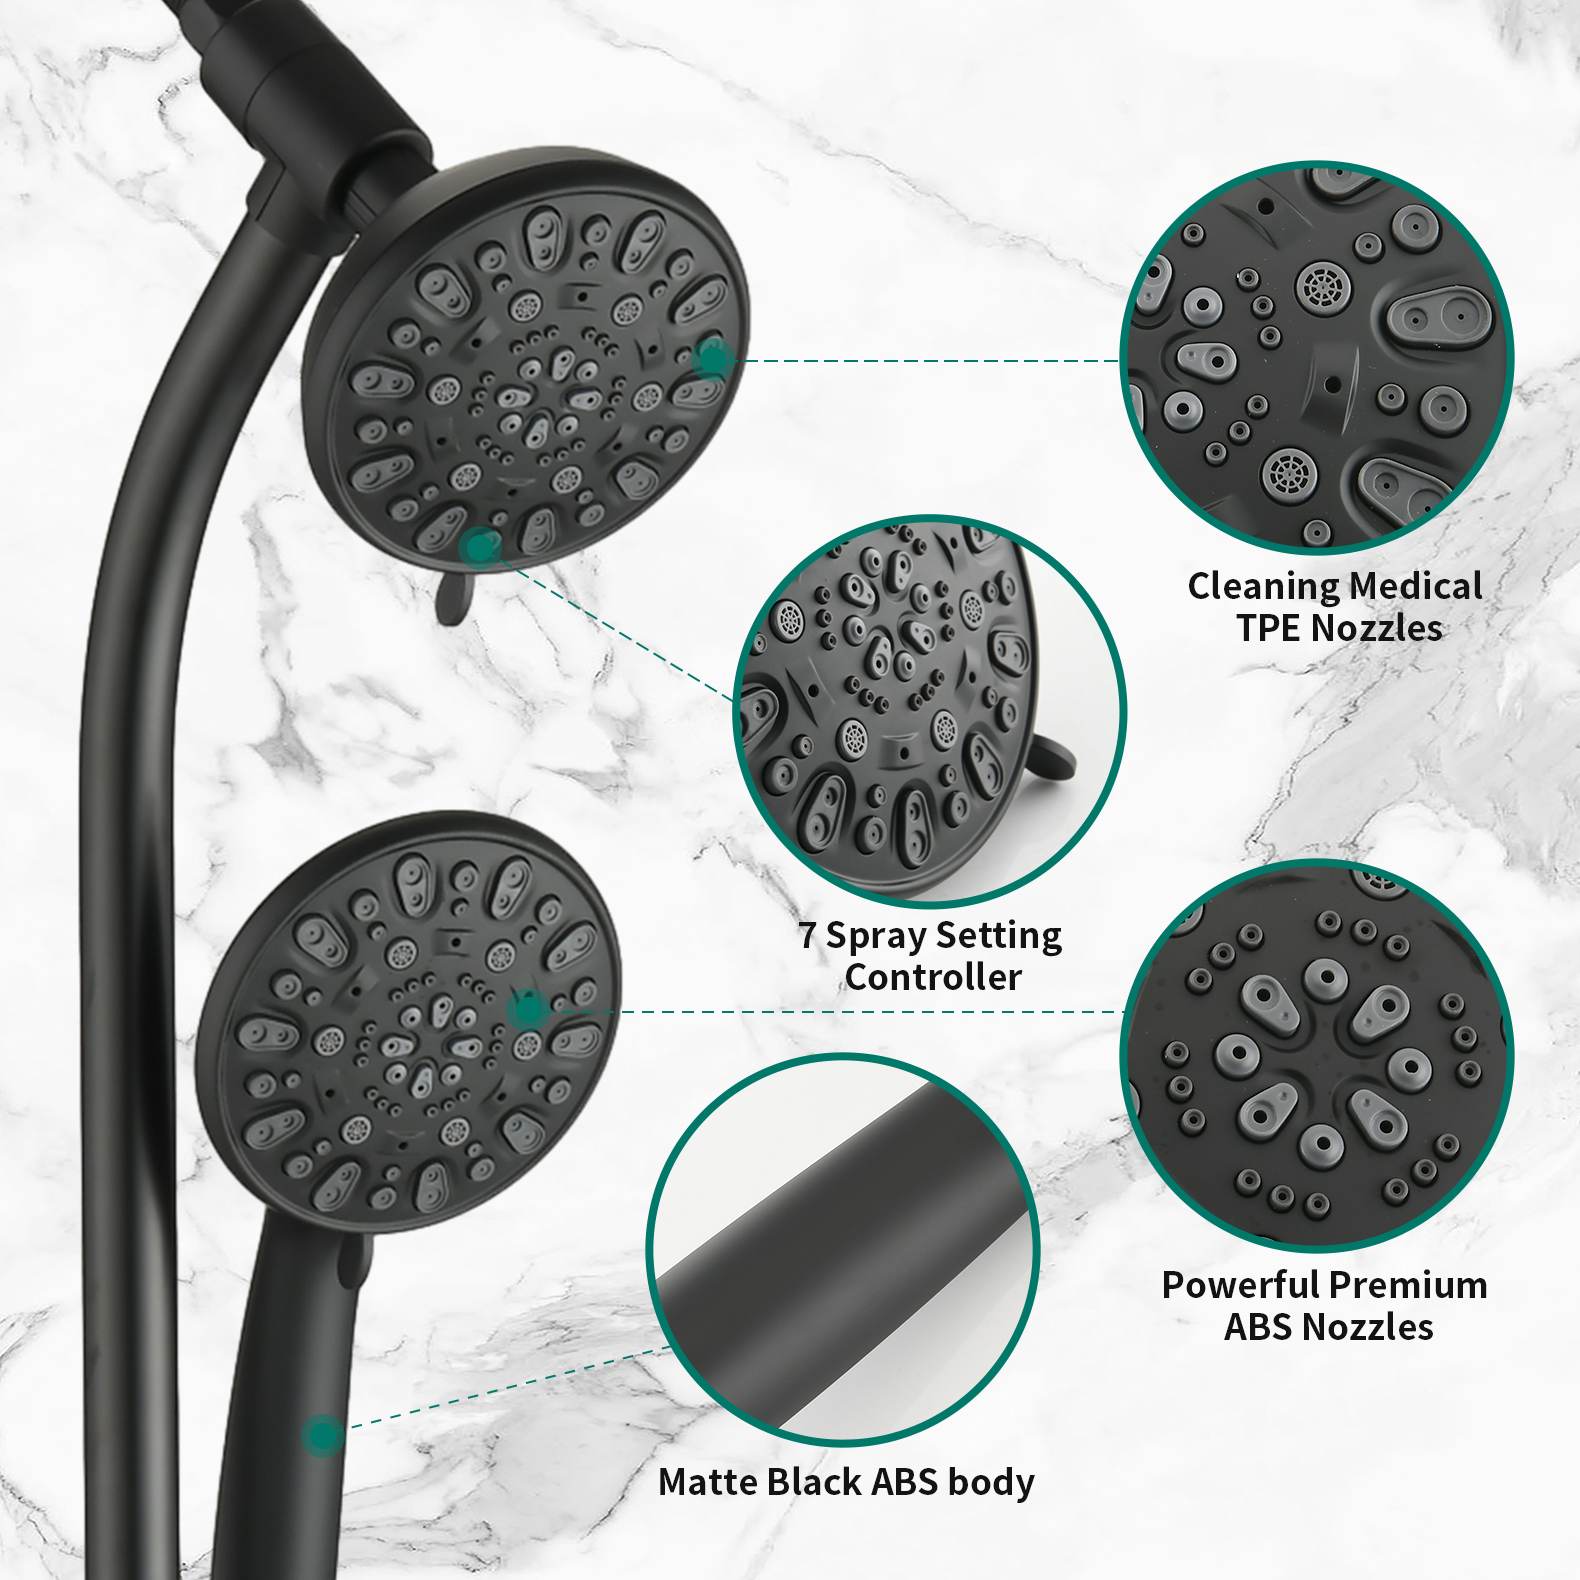 Cleaning Medical
TPE Nozzles
7 Spray Setting
Controller
Powerful Premium
ABS Nozzles
Matte Black ABS body